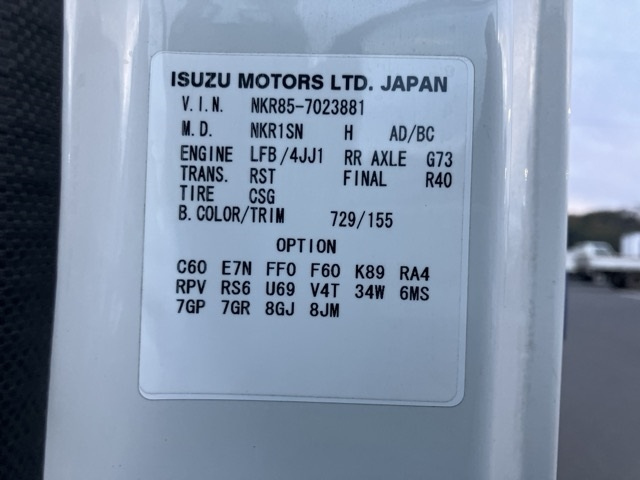 ISUZU MOTORS LTD. JAPAN
V.I.N. NKR85-7023881
M.D. NKR1SN H AD/BC
ENGINE LFB/4JJ1 RR AXLE G73
TRANS. RST FINAL R40
TIRE CSG
B.COLOR/TRIM 729/155
OPTION
C60 E7N FF0 F60 K89 RA4
RPV RS6 U69 V4T 34W 6MS
7GP 7GR 8GJ 8JM